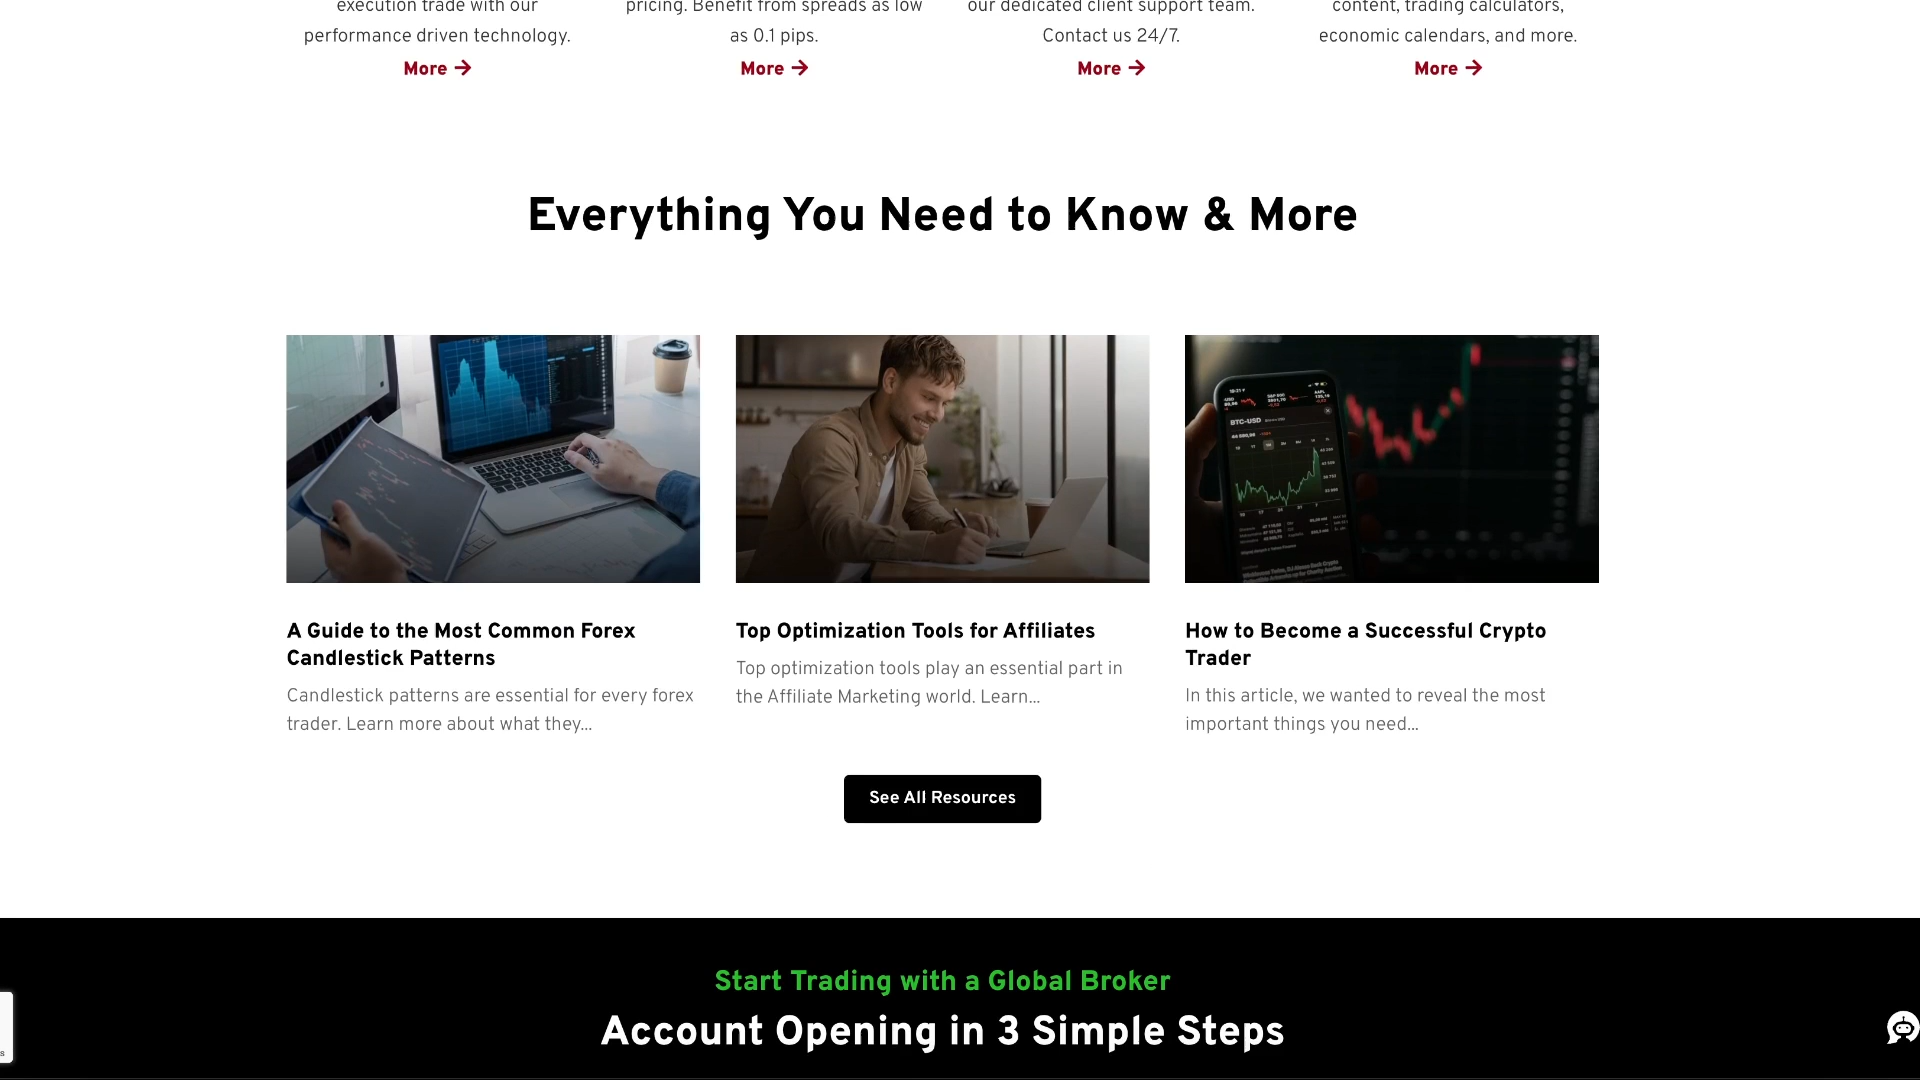 execution trade with our
performance driven technology.
More
pricing. Benefit from spreads as low
as 0.1 pips.
More
our dedicated client support team.
Contact us 24/7.
More
content, trading calculators,
economic calendars, and more.
More
Everything You Need to Know & More
BTC-USD
A Guide to the Most Common Forex
Candlestick Patterns
Candlestick patterns are essential for every forex
trader. Learn more about what they...
Top Optimization Tools for Affiliates
Top optimization tools play an essential part in
the Affiliate Marketing world. Learn...
How to Become a Successful Crypto
Trader
In this article, we wanted to reveal the most
important things you need...
See All Resources
Start Trading with a Global Broker
Account Opening in 3 Simple Steps
s